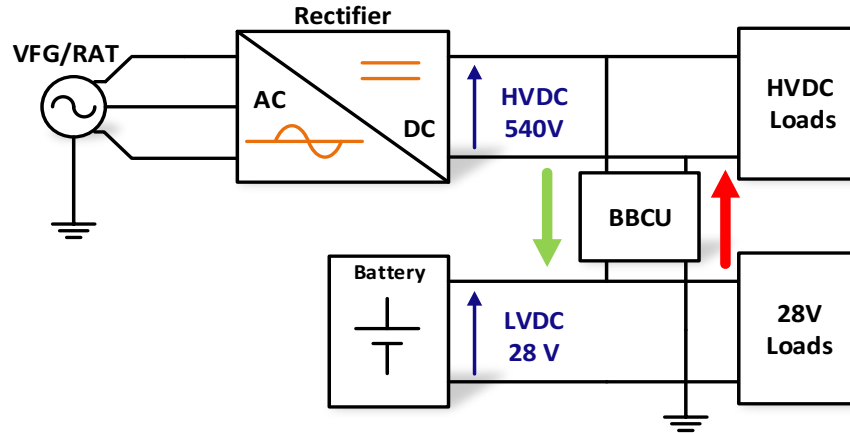 Rectifier
VFG/RAT
AC
DC
HVDC
540V
HVDC
Loads
BBCU
Battery
LVDC
28 V
28V
Loads